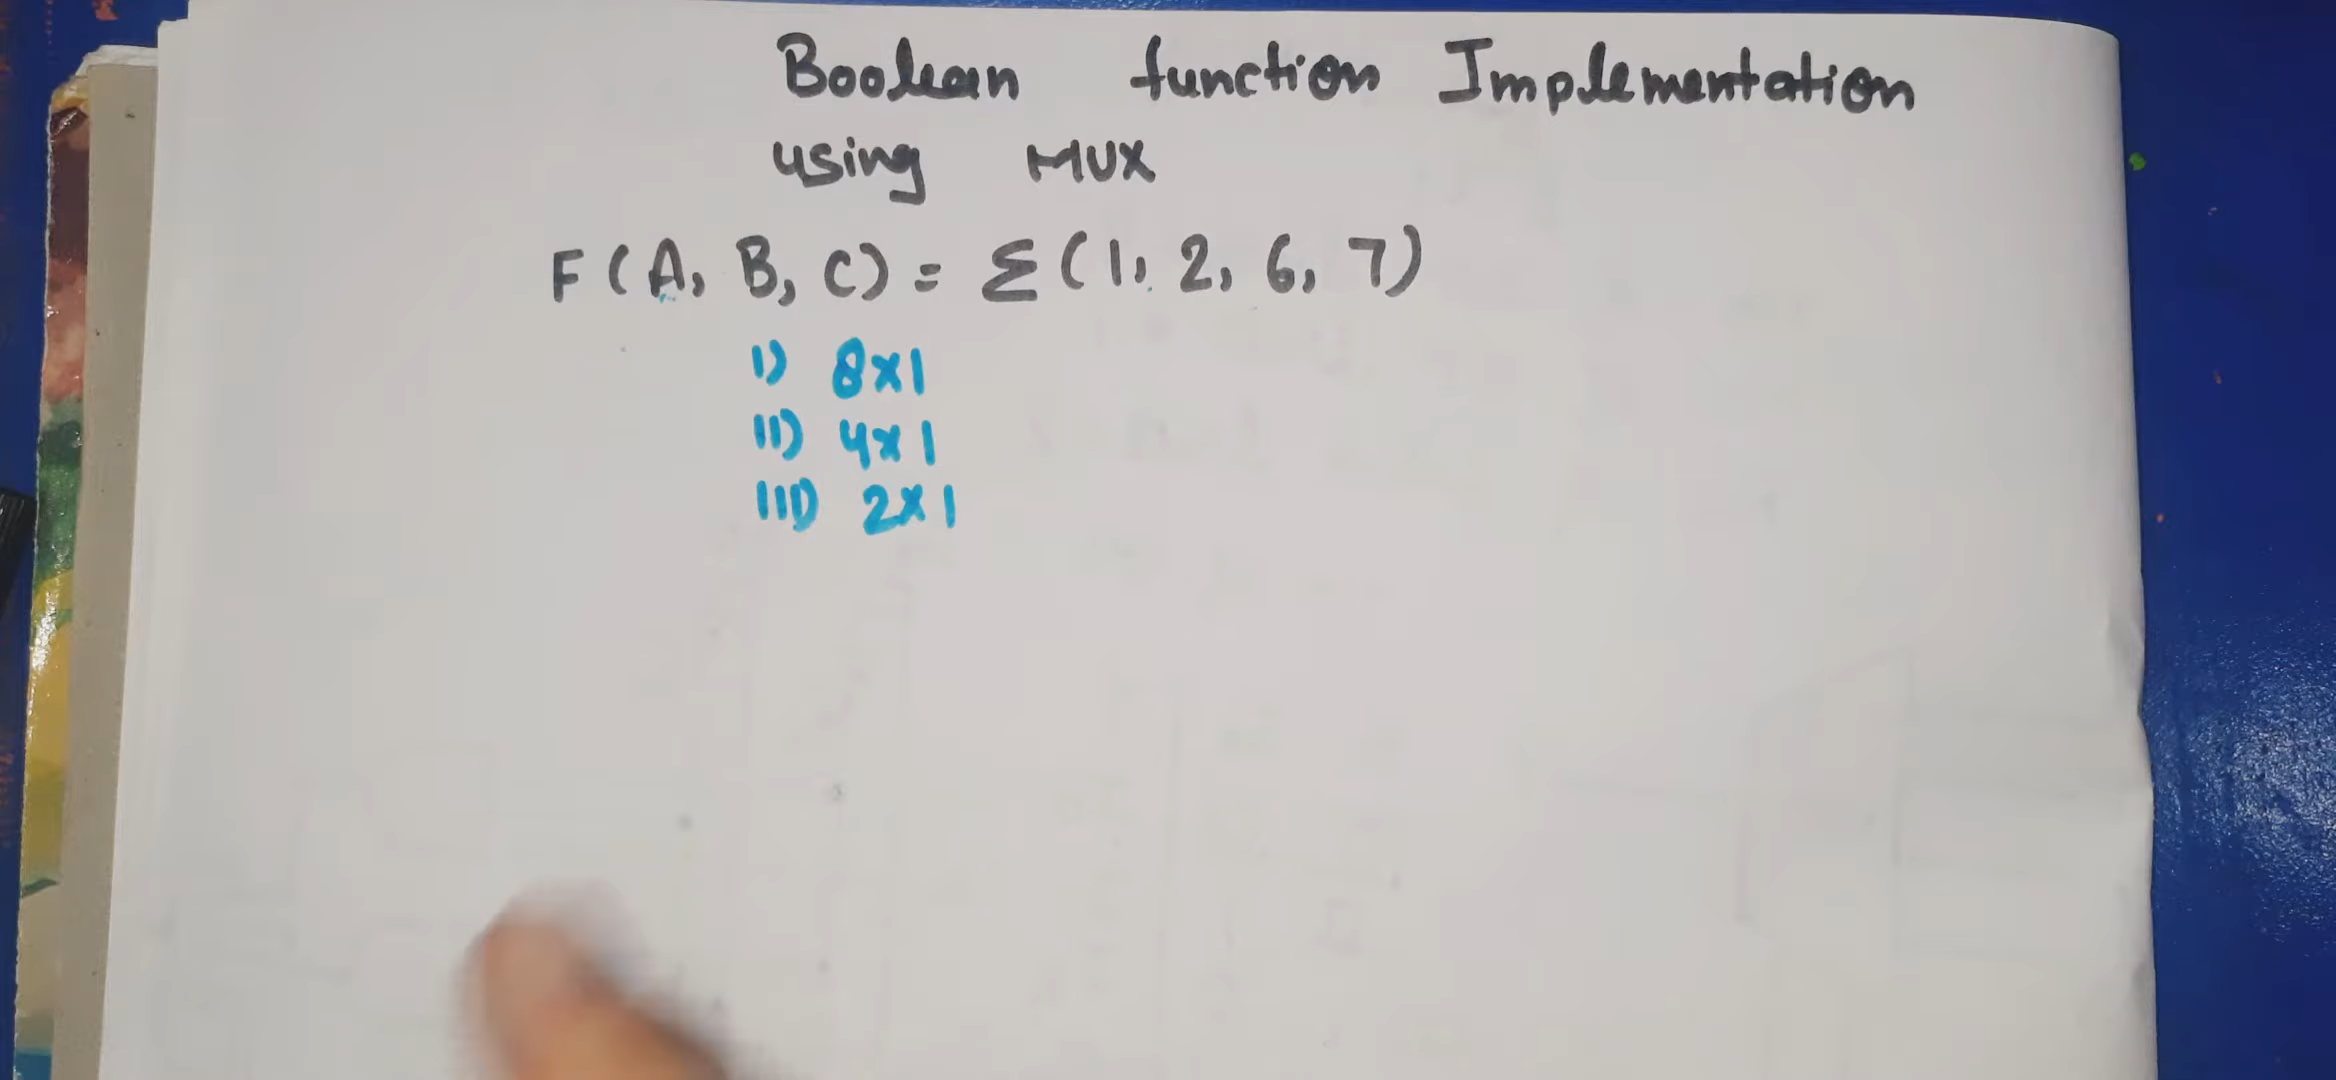 Boolean function Implementation
using MUX
F(A, B, C) = Σ(1, 2, 6, 7)
I) 8x1
II) 4x1
III) 2x1